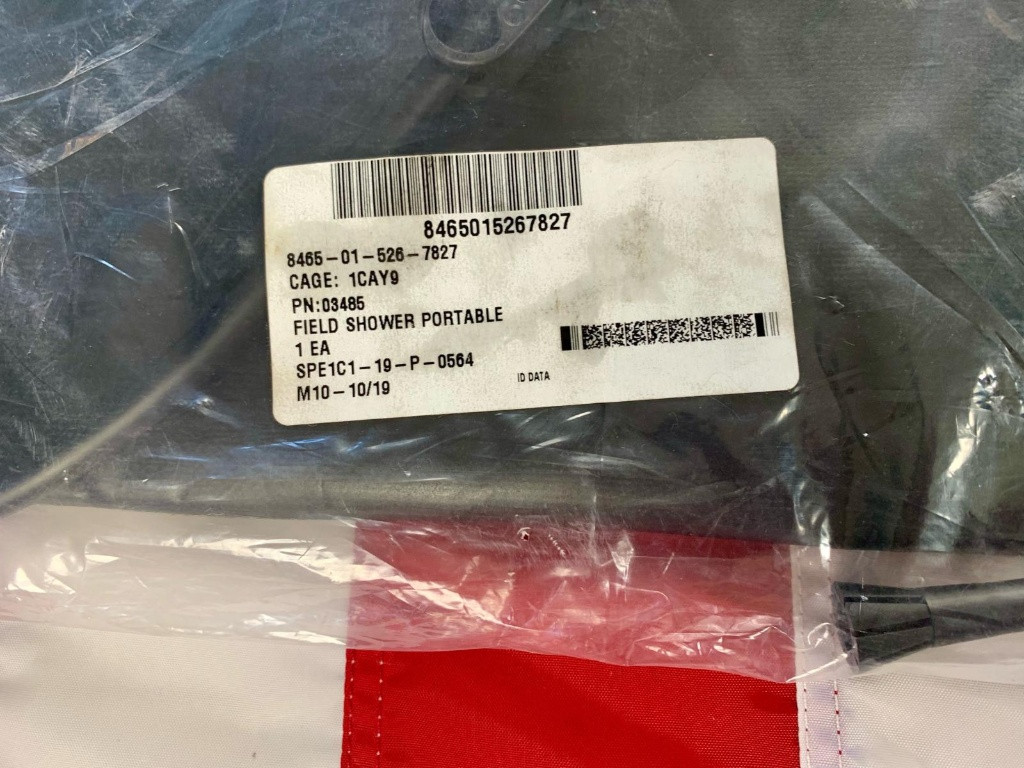 8465015267827
8465-01-526-7827
CAGE: 1CAY9
PN:03485
FIELD SHOWER PORTABLE
1 EA
SPE1C1-19-P-0564
M10-10/19
ID DATA